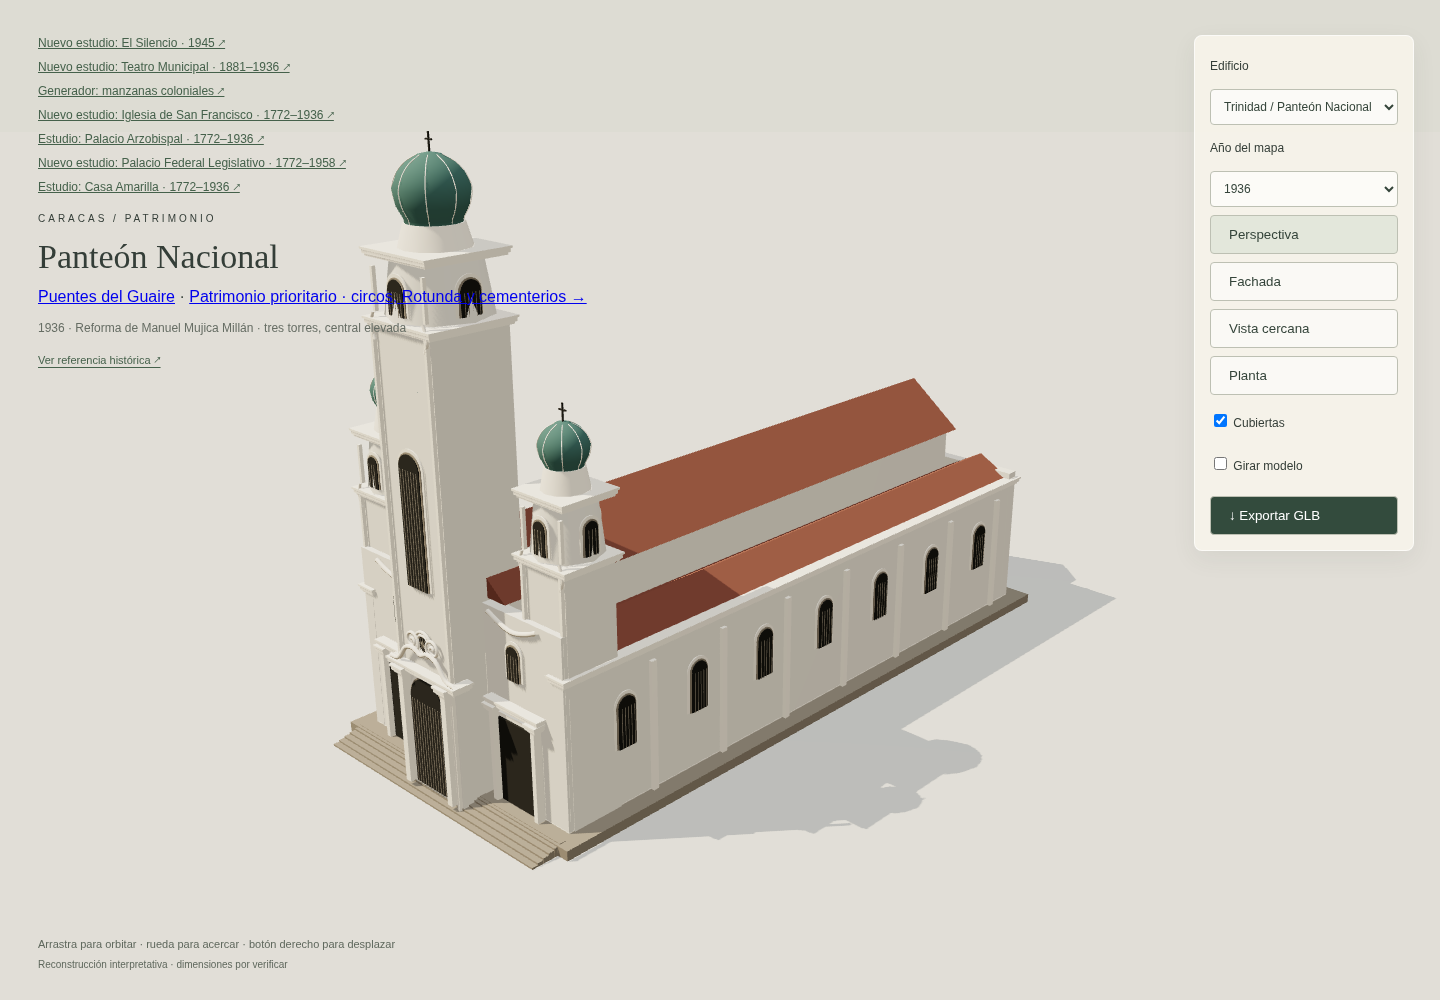 Nuevo estudio: El Silencio · 1945 ↗
Nuevo estudio: Teatro Municipal · 1881–1936 ↗
Generador: manzanas coloniales ↗
Nuevo estudio: Iglesia de San Francisco · 1772–1936 ↗
Estudio: Palacio Arzobispal · 1772–1936 ↗
Nuevo estudio: Palacio Federal Legislativo · 1772–1958 ↗
Estudio: Casa Amarilla · 1772–1936 ↗
CARACAS / PATRIMONIO
Panteón Nacional
Puentes del Guaire · Patrimonio prioritario · circos, Rotunda y cementerios →
1936 · Reforma de Manuel Mujica Millán · tres torres, central elevada
Ver referencia histórica ↗
Edificio
Trinidad / Panteón Nacional
Año del mapa
1936
Perspectiva
Fachada
Vista cercana
Planta
Cubiertas
Girar modelo
↓ Exportar GLB
Arrastra para orbitar · rueda para acercar · botón derecho para desplazar
Reconstrucción interpretativa · dimensiones por verificar